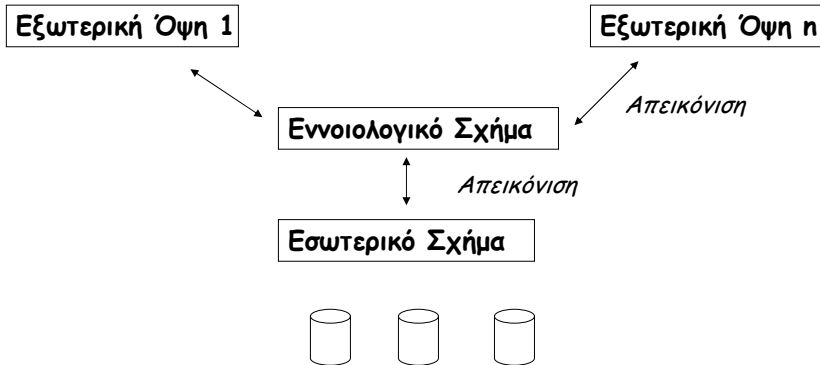 Εξωτερική Όψη 1
Εξωτερική Όψη n
Απεικόνιση
Εννοιολογικό Σχήμα
Απεικόνιση
Εσωτερικό Σχήμα